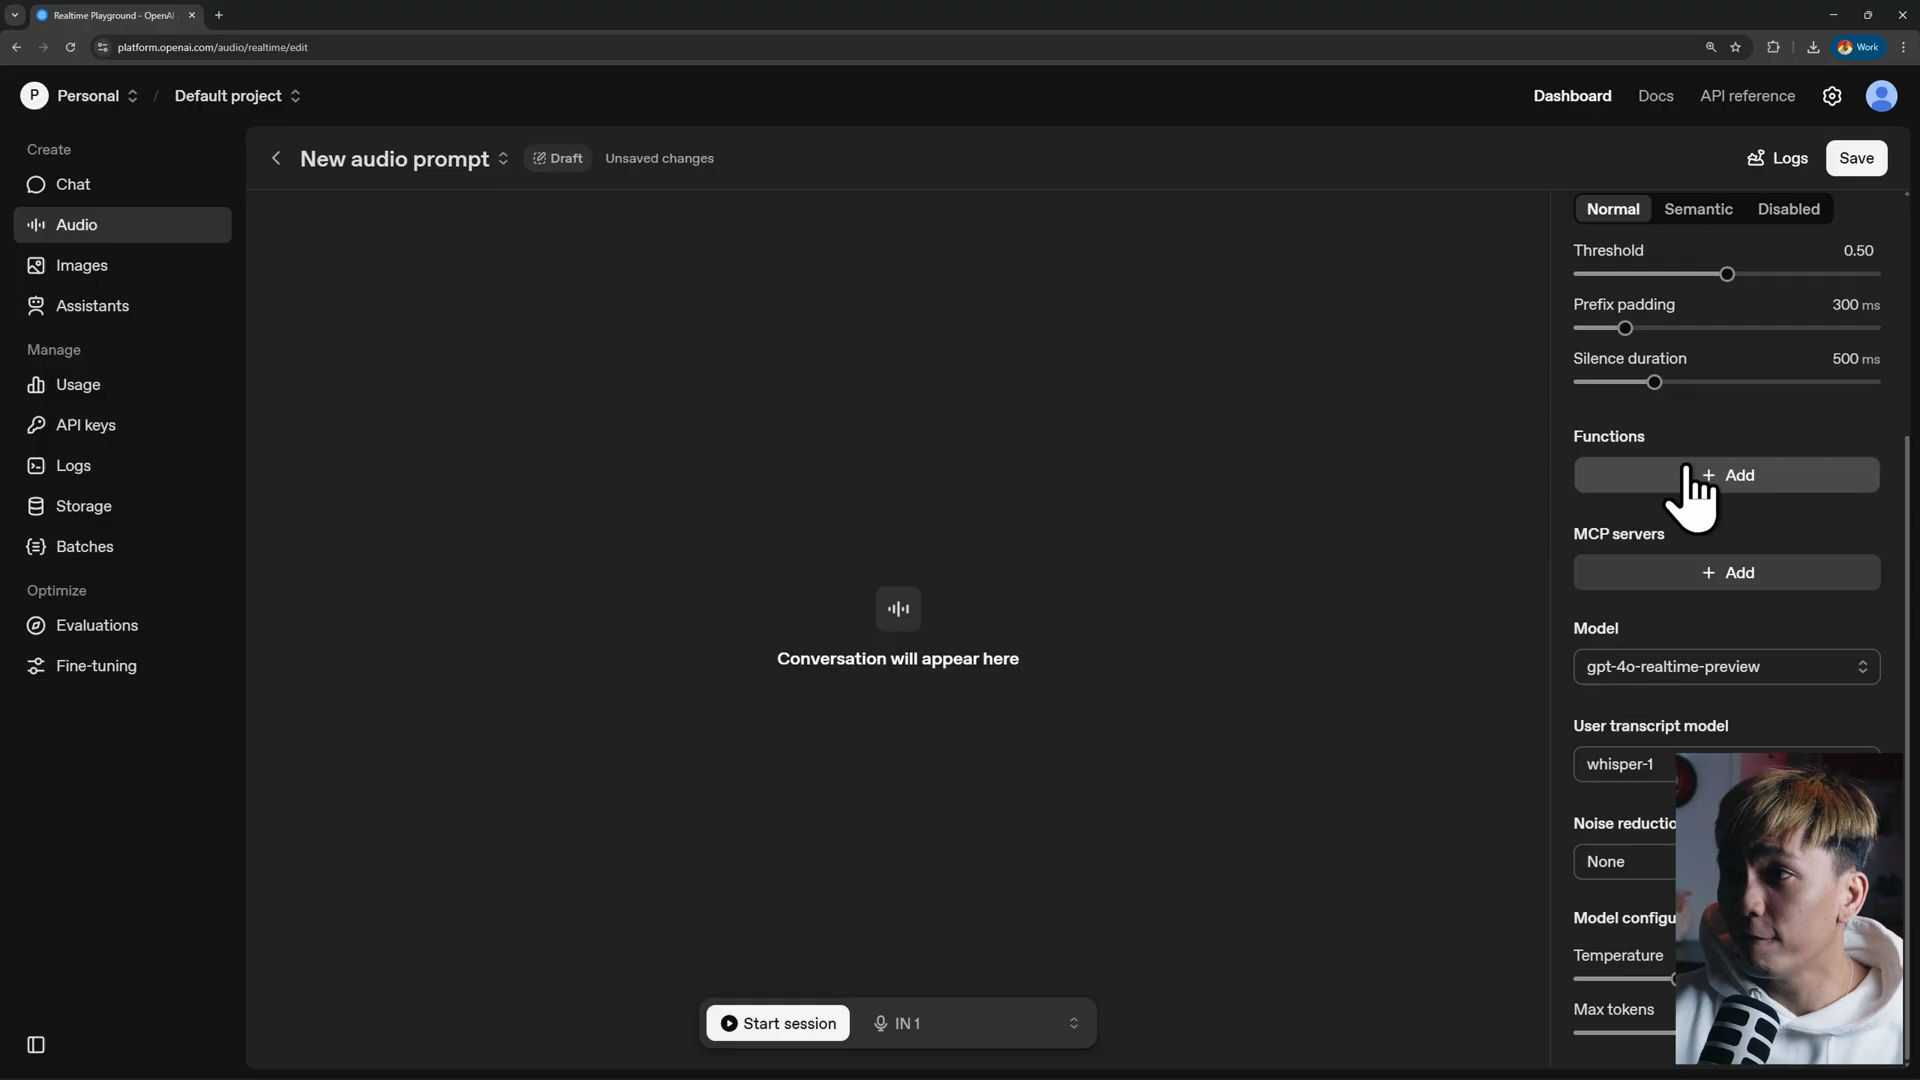 Realtime Playground - OpenAI
platform.openai.com/audio/realtime/edit
Work
P Personal / Default project
Dashboard Docs API reference
Create
Chat
Audio
Images
Assistants
Manage
Usage
API keys
Logs
Storage
Batches
Optimize
Evaluations
Fine-tuning
New audio prompt Draft Unsaved changes
Logs Save
Conversation will appear here
Start session IN 1
Normal Semantic Disabled
Threshold 0.50
Prefix padding 300 ms
Silence duration 500 ms
Functions
+ Add
MCP servers
+ Add
Model
gpt-4o-realtime-preview
User transcript model
whisper-1
Noise reductio
None
Model configu
Temperature
Max tokens